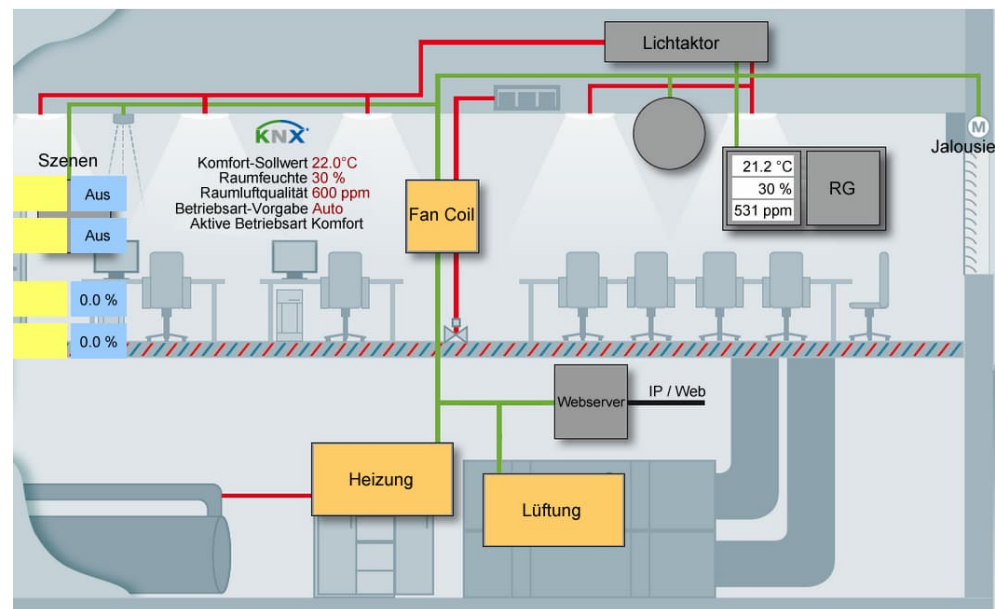 Lichtaktor
KNX
M
Jalousie
Szenen
Komfort-Sollwert 22.0°C
Raumfeuchte 30 %
Raumluftqualität 600 ppm
Betriebsart-Vorgabe Auto
Aktive Betriebsart Komfort
21.2 °C
30 %
531 ppm
RG
Aus
Aus
Fan Coil
0.0 %
0.0 %
Webserver
IP / Web
Heizung
Lüftung